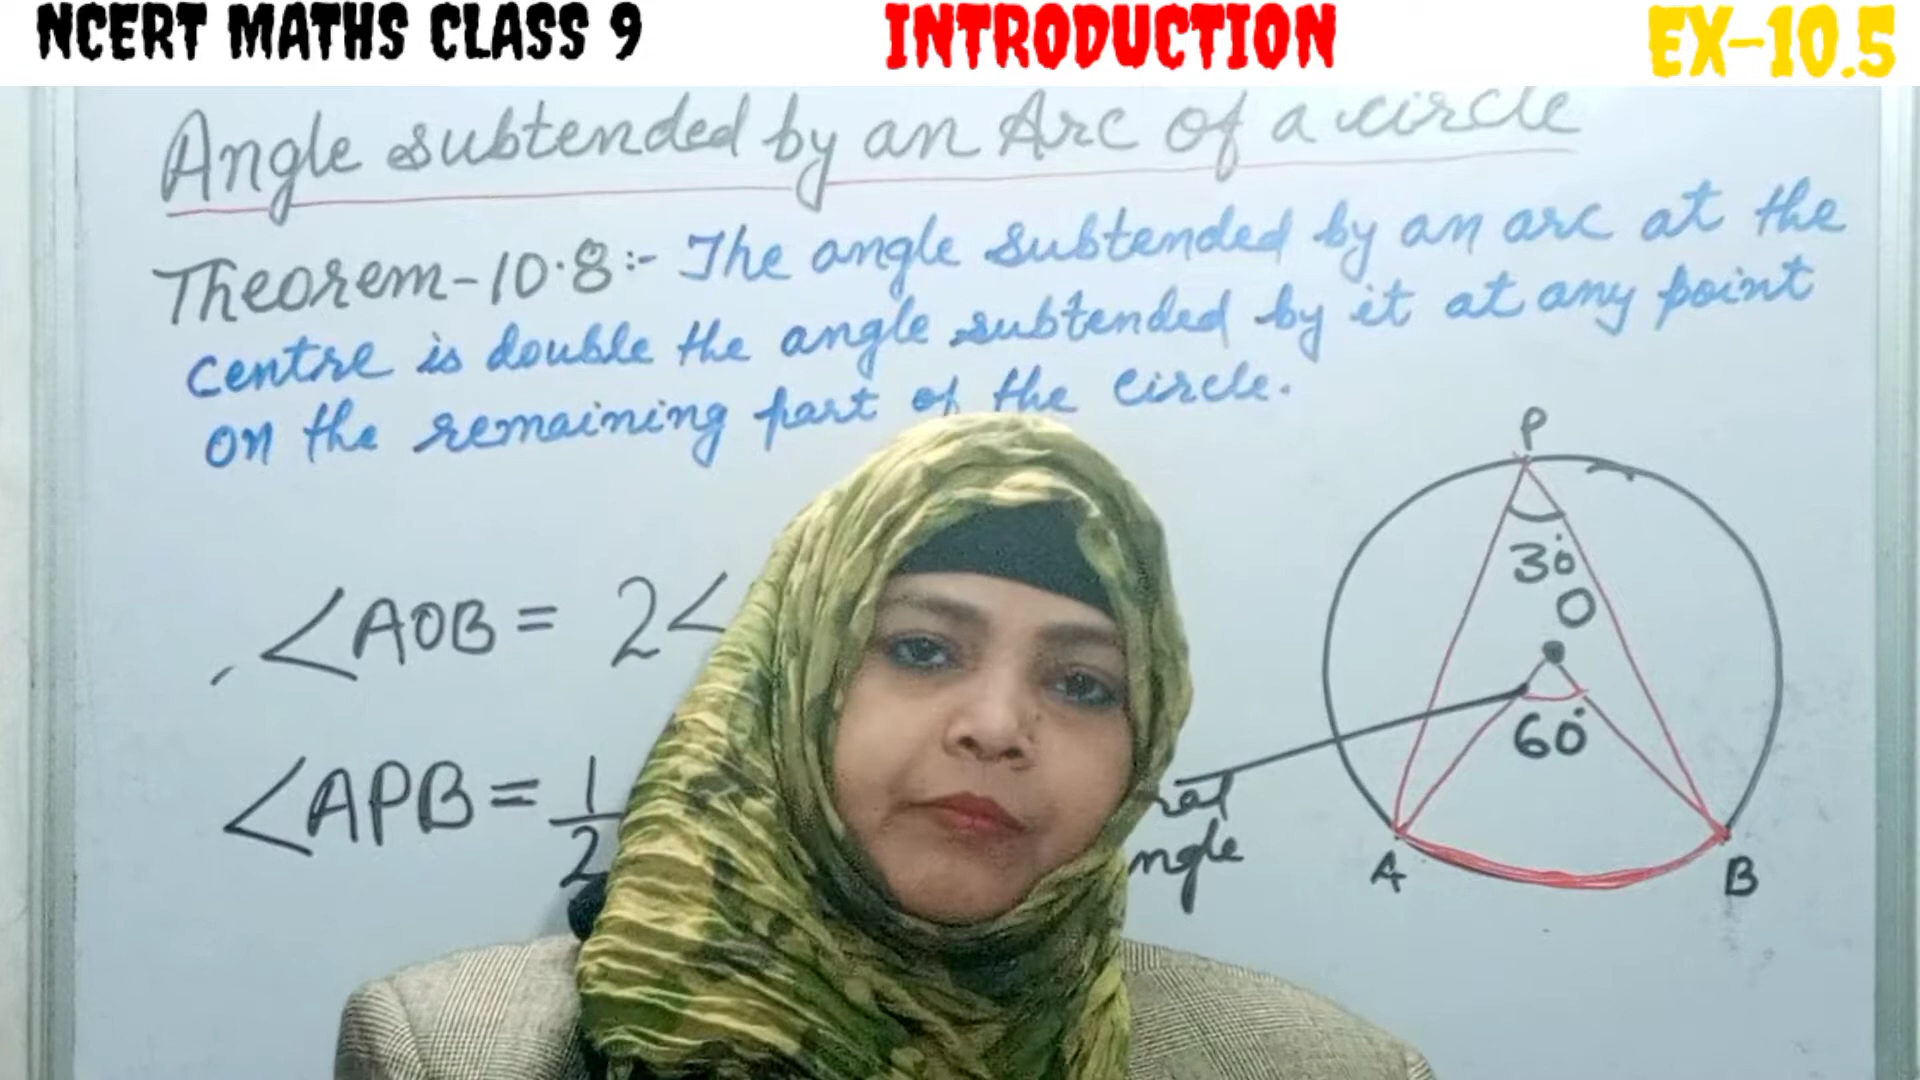 NCERT MATHS CLASS 9 INTRODUCTION EX-10.5
Angle subtended by an Arc of a circle
Theorem-10.8:- The angle subtended by an arc at the
centre is double the angle subtended by it at any point
on the remaining part of the circle.
P
30°
O
∠AOB = 2∠
60°
∠APB = 1/2
A
B